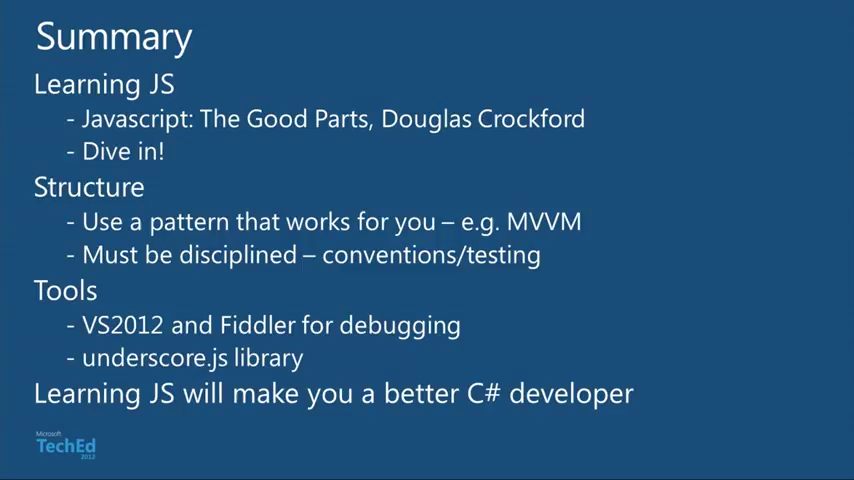 Summary
Learning JS
- Javascript: The Good Parts, Douglas Crockford
- Dive in!
Structure
- Use a pattern that works for you – e.g. MVVM
- Must be disciplined – conventions/testing
Tools
- VS2012 and Fiddler for debugging
- underscore.js library
Learning JS will make you a better C# developer
Microsoft
TechEd
2012